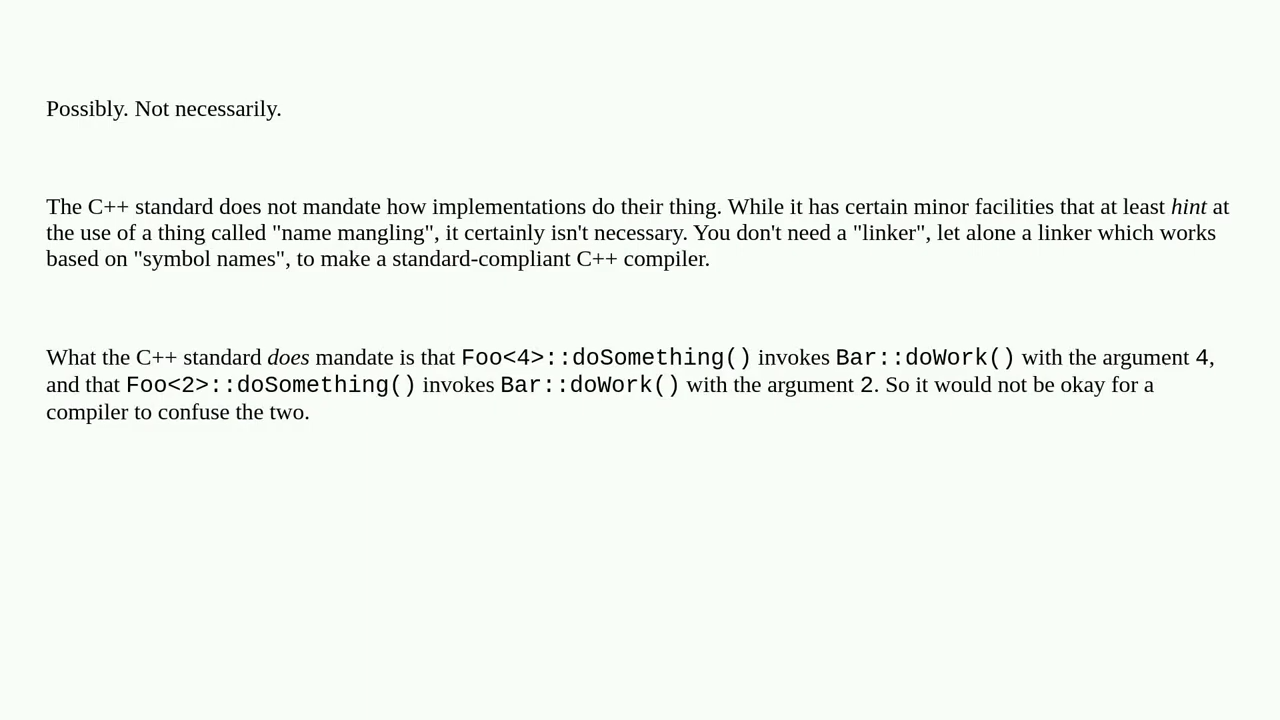 Possibly. Not necessarily.
The C++ standard does not mandate how implementations do their thing. While it has certain minor facilities that at least hint at
the use of a thing called "name mangling", it certainly isn't necessary. You don't need a "linker", let alone a linker which works
based on "symbol names", to make a standard-compliant C++ compiler.
What the C++ standard does mandate is that Foo<4>::doSomething() invokes Bar::doWork() with the argument 4,
and that Foo<2>::doSomething() invokes Bar::doWork() with the argument 2. So it would not be okay for a
compiler to confuse the two.